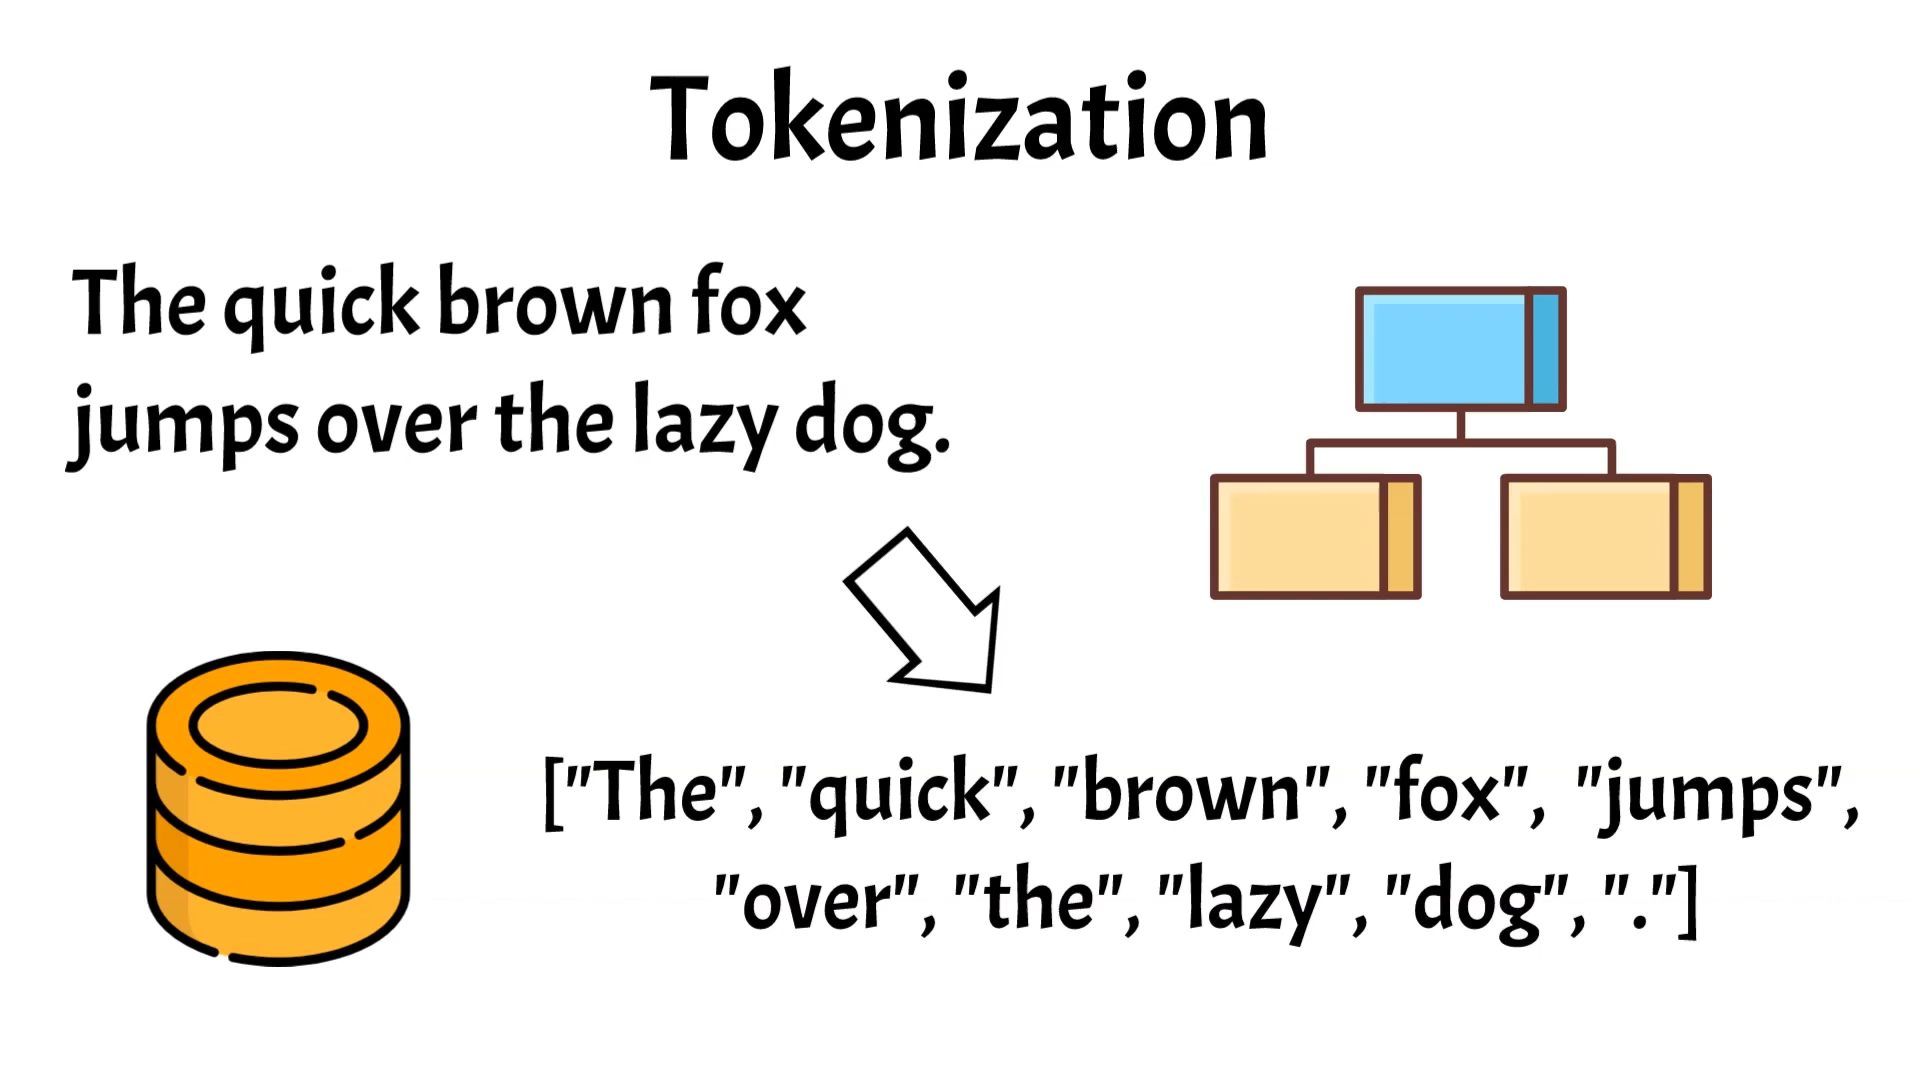 Tokenization
The quick brown fox
jumps over the lazy dog.
["The", "quick", "brown", "fox", "jumps",
"over", "the", "lazy", "dog", "."]